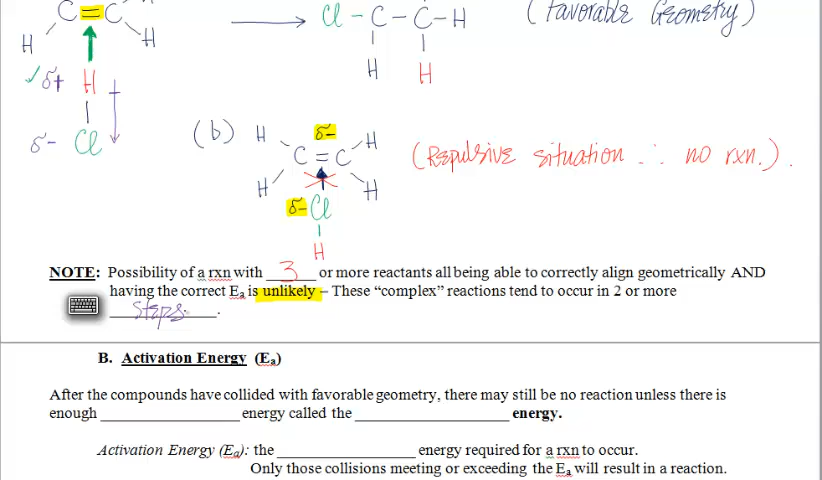 C = C
H H
Cl - C - C - H (favorable Geometry)
H H
✓ δ+ H
δ- Cl
(b) H δ- H
C = C (Repulsive situation ∴ no rxn.).
H H
δ- Cl
H
NOTE: Possibility of a rxn with 3 or more reactants all being able to correctly align geometrically AND
having the correct Ea is unlikely – These “complex” reactions tend to occur in 2 or more
steps.
B. Activation Energy (Ea)
After the compounds have collided with favorable geometry, there may still be no reaction unless there is
enough ________________ energy called the __________________ energy.
Activation Energy (Ea): the ________________ energy required for a rxn to occur.
Only those collisions meeting or exceeding the Ea will result in a reaction.